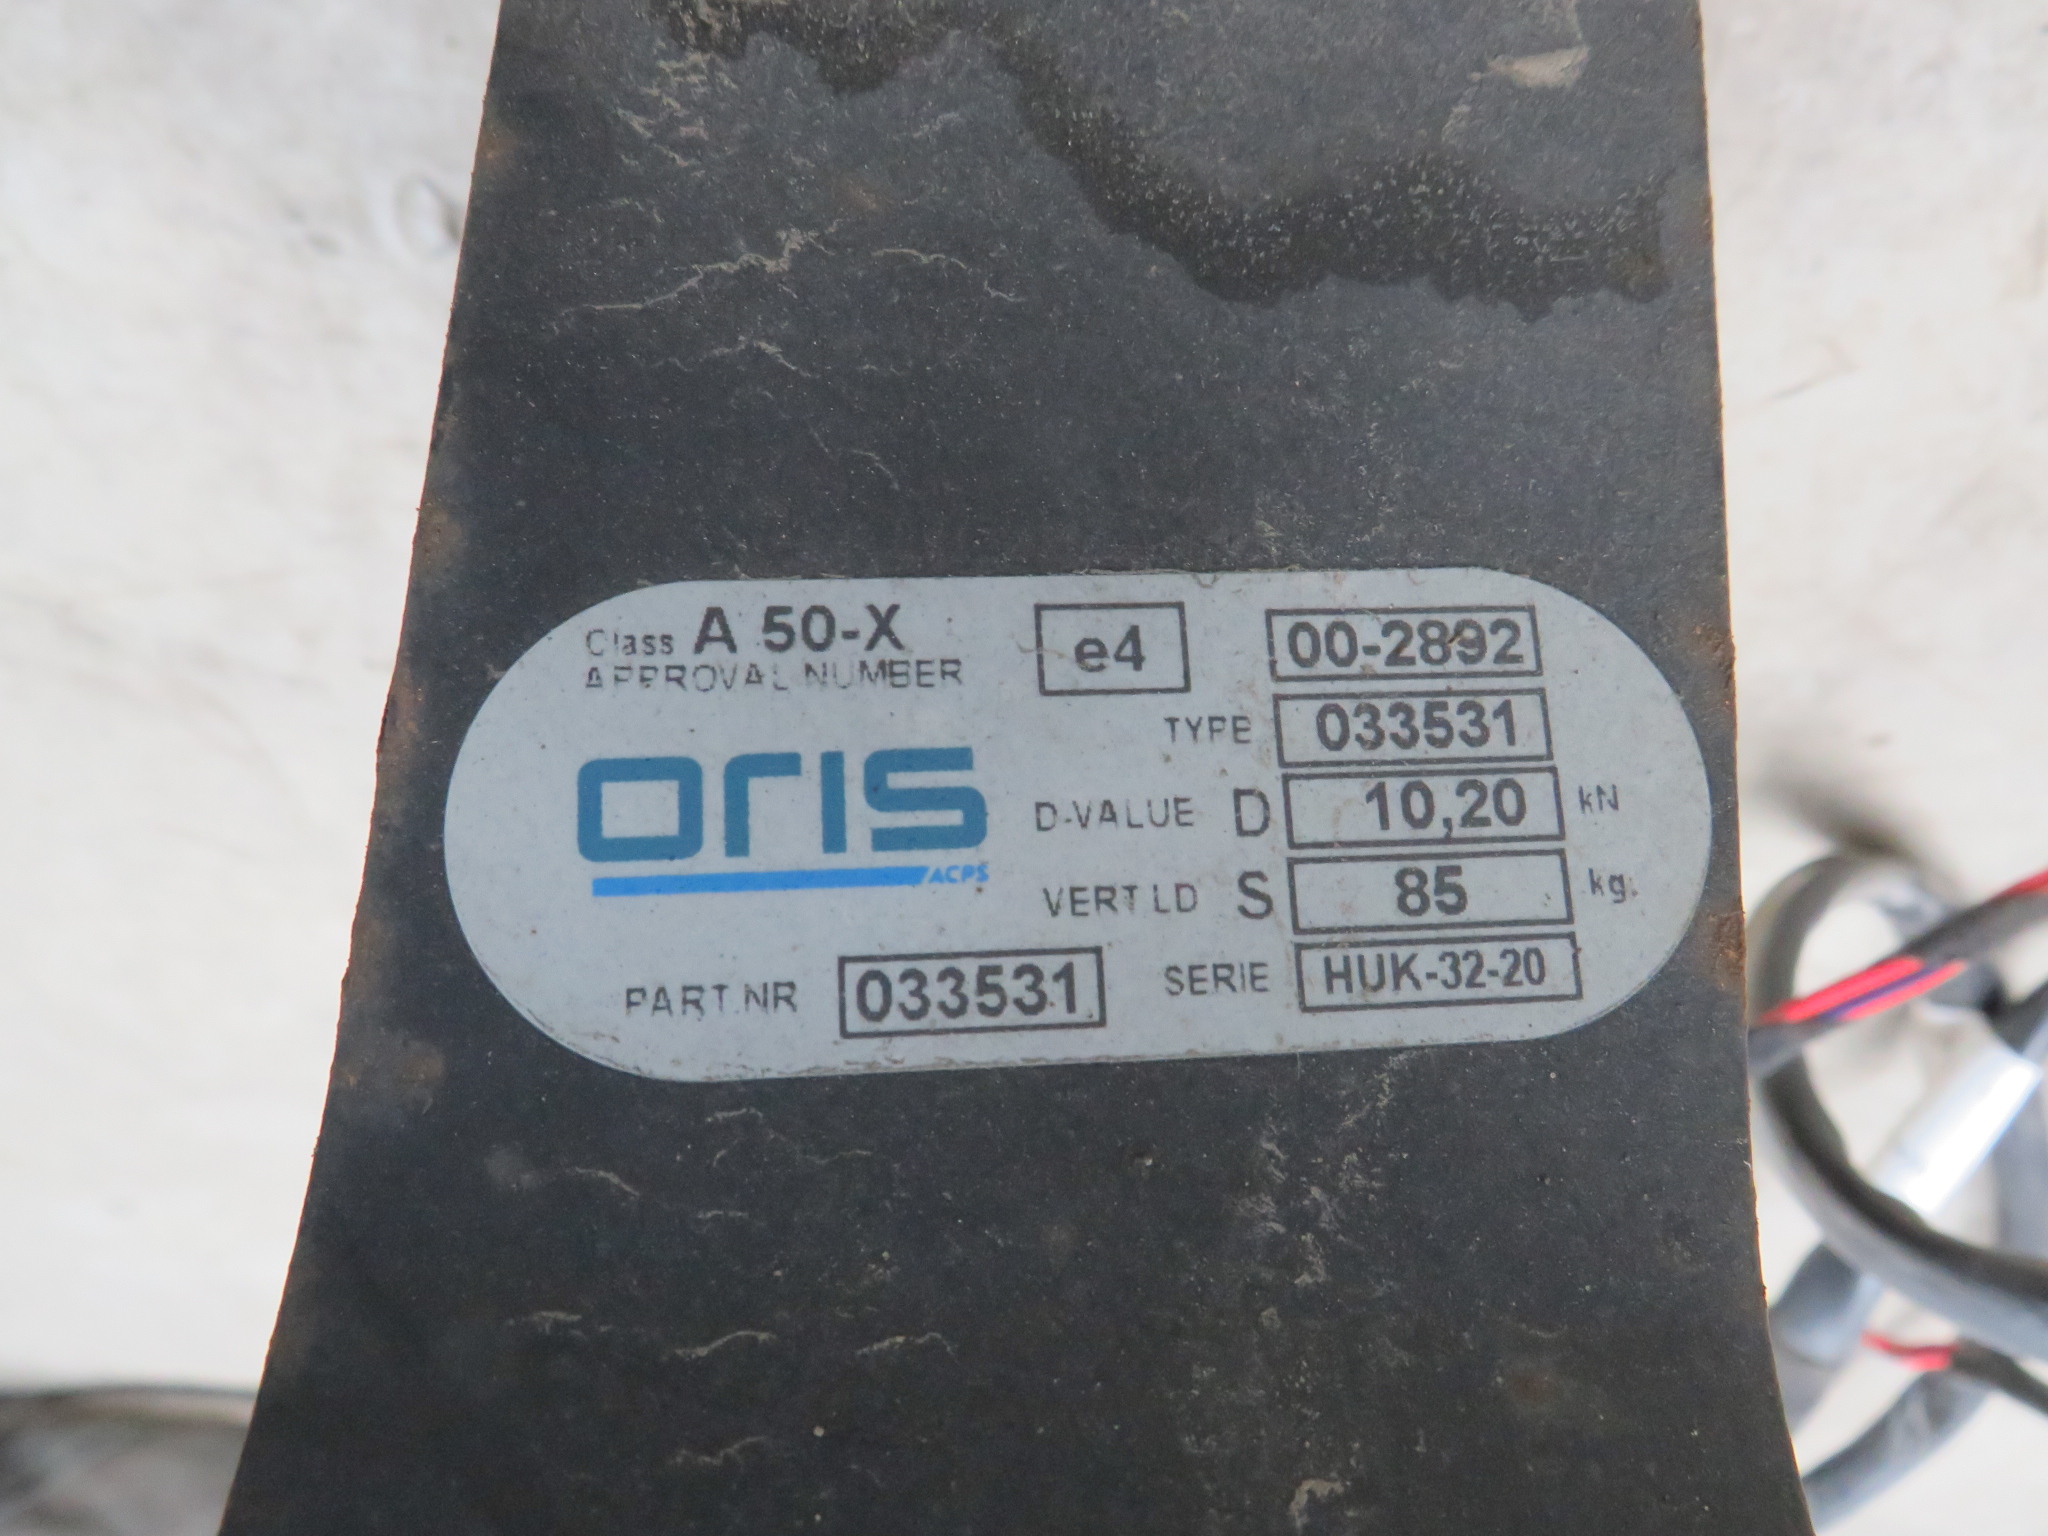 Class A 50-X e4 00-2892
APPROVAL NUMBER
TYPE 033531
oris
ACPS
D-VALUE D 10,20 kN
VERT LD S 85 kg.
PART.NR 033531 SERIE HUK-32-20